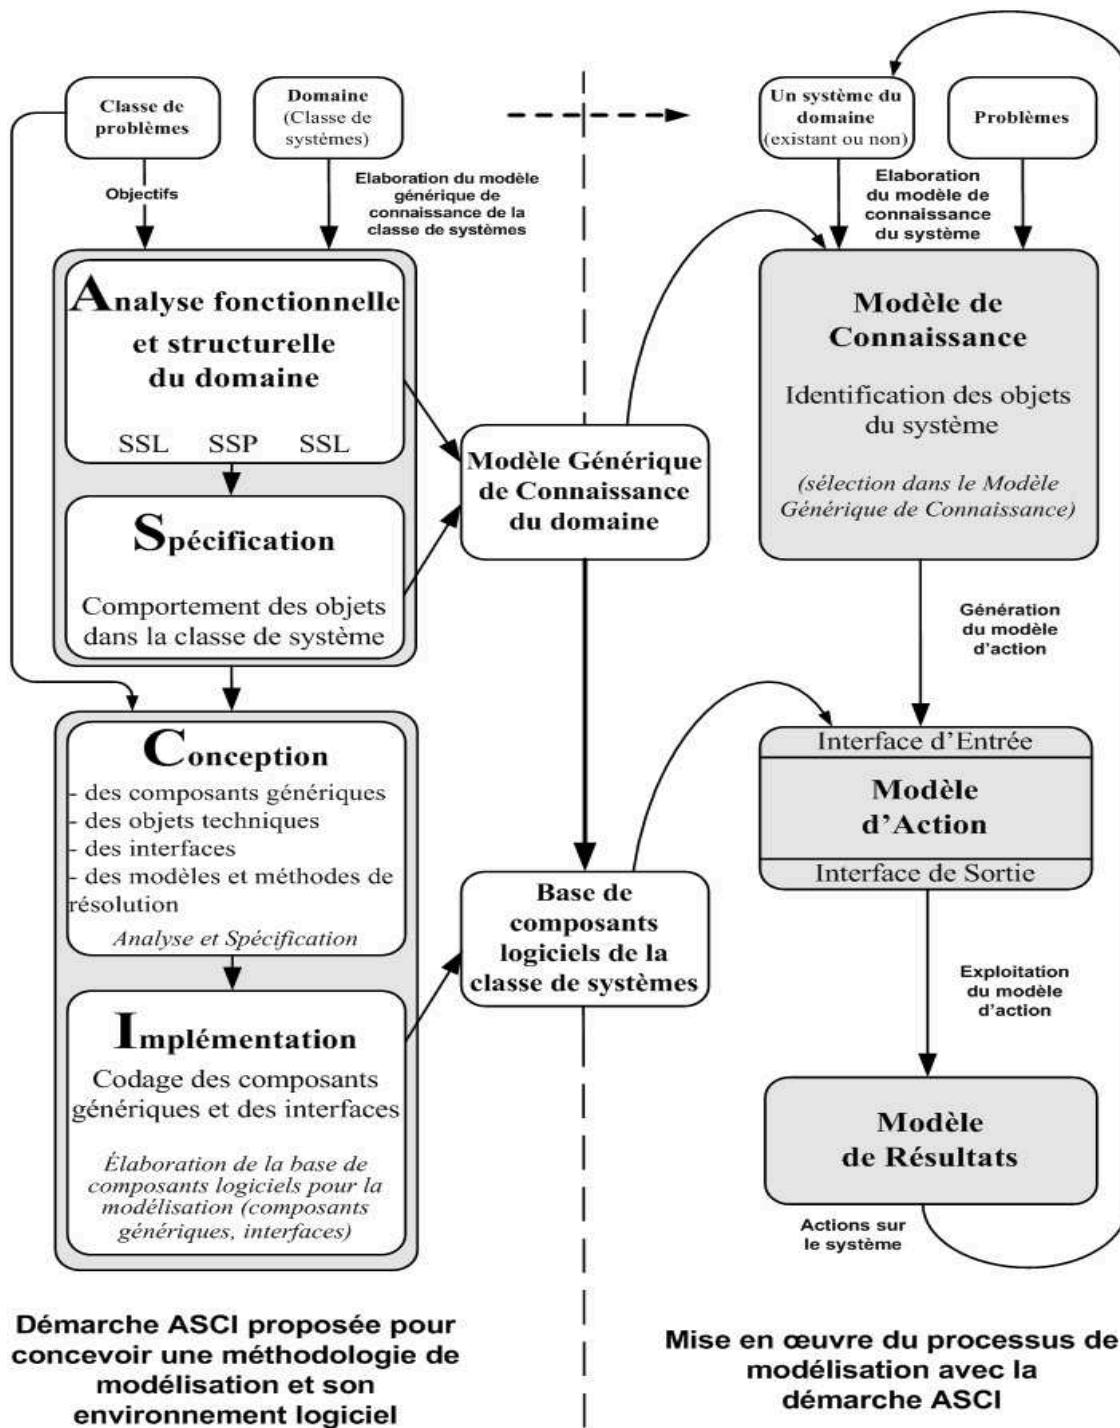 Classe de
problèmes
Domaine
(Classe de
systèmes)
Objectifs
Elaboration du modèle
générique de
connaissance de la
classe de systèmes
Analyse fonctionnelle
et structurelle
du domaine
SSL SSP SSL
Spécification
Comportement des objets
dans la classe de système
Conception
- des composants génériques
- des objets techniques
- des interfaces
- des modèles et méthodes de
résolution
Analyse et Spécification
Implémentation
Codage des composants
génériques et des interfaces
Élaboration de la base de
composants logiciels pour la
modélisation (composants
génériques, interfaces)
Modèle Générique
de Connaissance
du domaine
Base de
composants
logiciels de la
classe de systèmes
Un système du
domaine
(existant ou non)
Problèmes
Elaboration
du modèle de
connaissance
du système
Modèle de
Connaissance
Identification des objets
du système
(sélection dans le Modèle
Générique de Connaissance)
Génération
du modèle
d'action
Interface d'Entrée
Modèle
d'Action
Interface de Sortie
Exploitation
du modèle
d'action
Modèle
de Résultats
Actions sur
le système
Démarche ASCI proposée pour
concevoir une méthodologie de
modélisation et son
environnement logiciel
Mise en œuvre du processus de
modélisation avec la
démarche ASCI